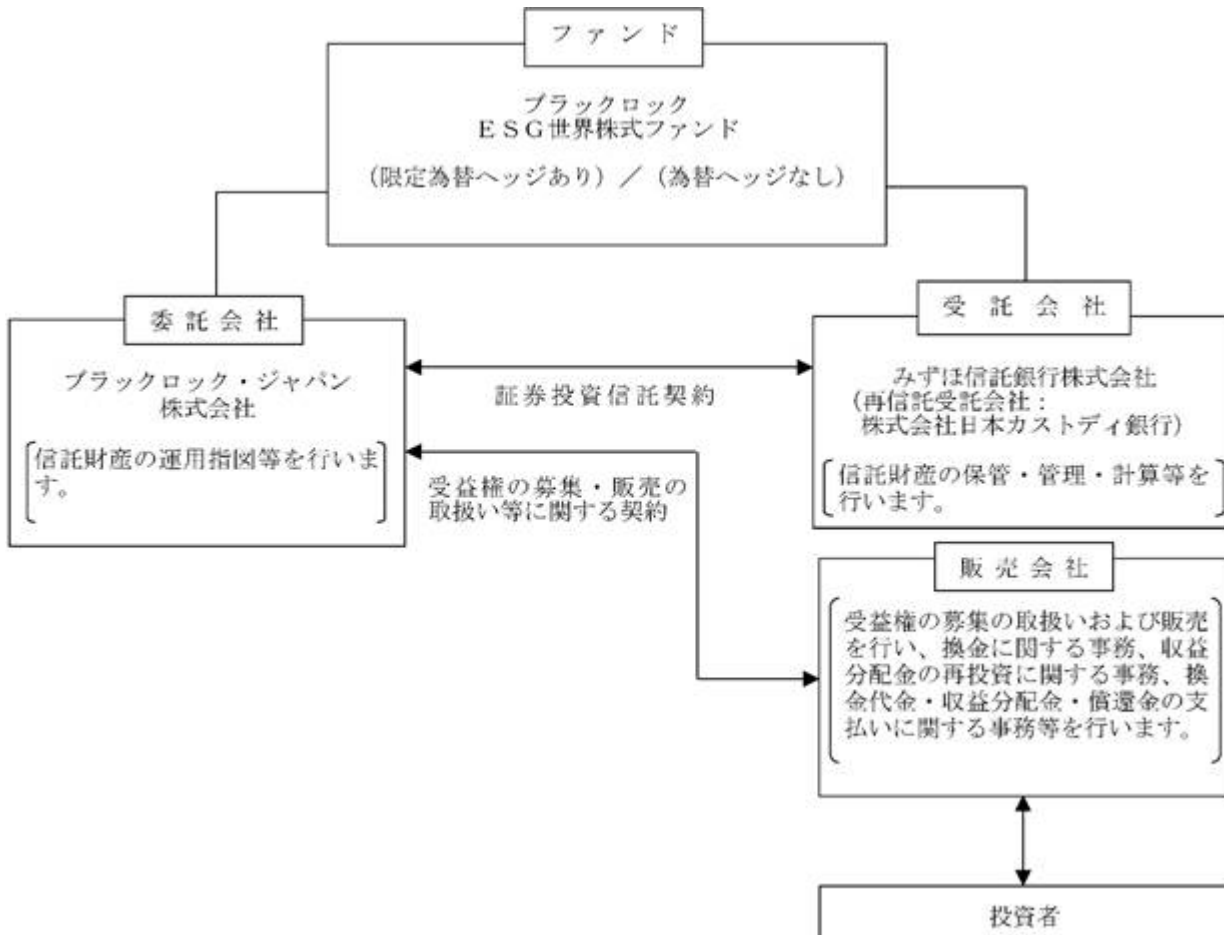 ファンド
ブラックロック
ESG世界株式ファンド
(限定為替ヘッジあり)/(為替ヘッジなし)
委託会社
ブラックロック・ジャパン
株式会社
信託財産の運用指図等を行いま
す。
証券投資信託契約
受益権の募集・販売の
取扱い等に関する契約
受託会社
みずほ信託銀行株式会社
(再信託受託会社:
株式会社日本カストディ銀行)
信託財産の保管・管理・計算等を
行います。
販売会社
受益権の募集の取扱いおよび販売
を行い、換金に関する事務、収益
分配金の再投資に関する事務、換
金代金・収益分配金・償還金の支
払いに関する事務等を行います。
投資者